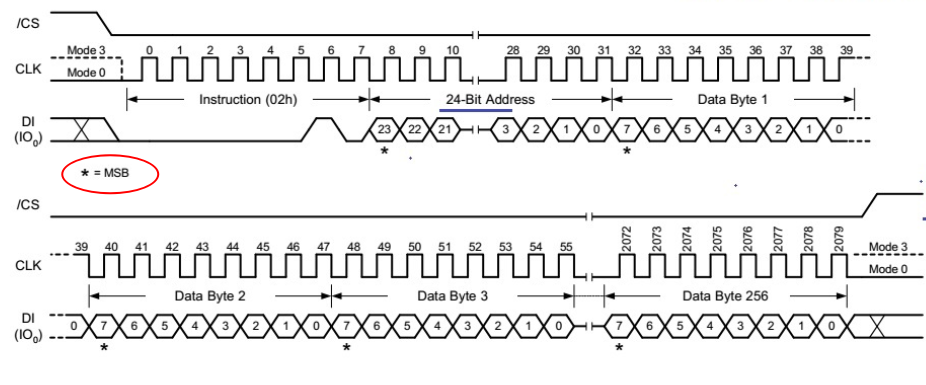 /CS
Mode 3 0 1 2 3 4 5 6 7 8 9 10 28 29 30 31 32 33 34 35 36 37 38 39
CLK Mode 0
Instruction (02h) 24-Bit Address Data Byte 1
DI
(IO0) 23 22 21 3 2 1 0 7 6 5 4 3 2 1 0
* *
* = MSB
/CS
39 40 41 42 43 44 45 46 47 48 49 50 51 52 53 54 55 2072 2073 2074 2075 2076 2077 2078 2079 Mode 3
CLK Mode 0
Data Byte 2 Data Byte 3 Data Byte 256
DI
(IO0) 0 7 6 5 4 3 2 1 0 7 6 5 4 3 2 1 0 7 6 5 4 3 2 1 0
* * *